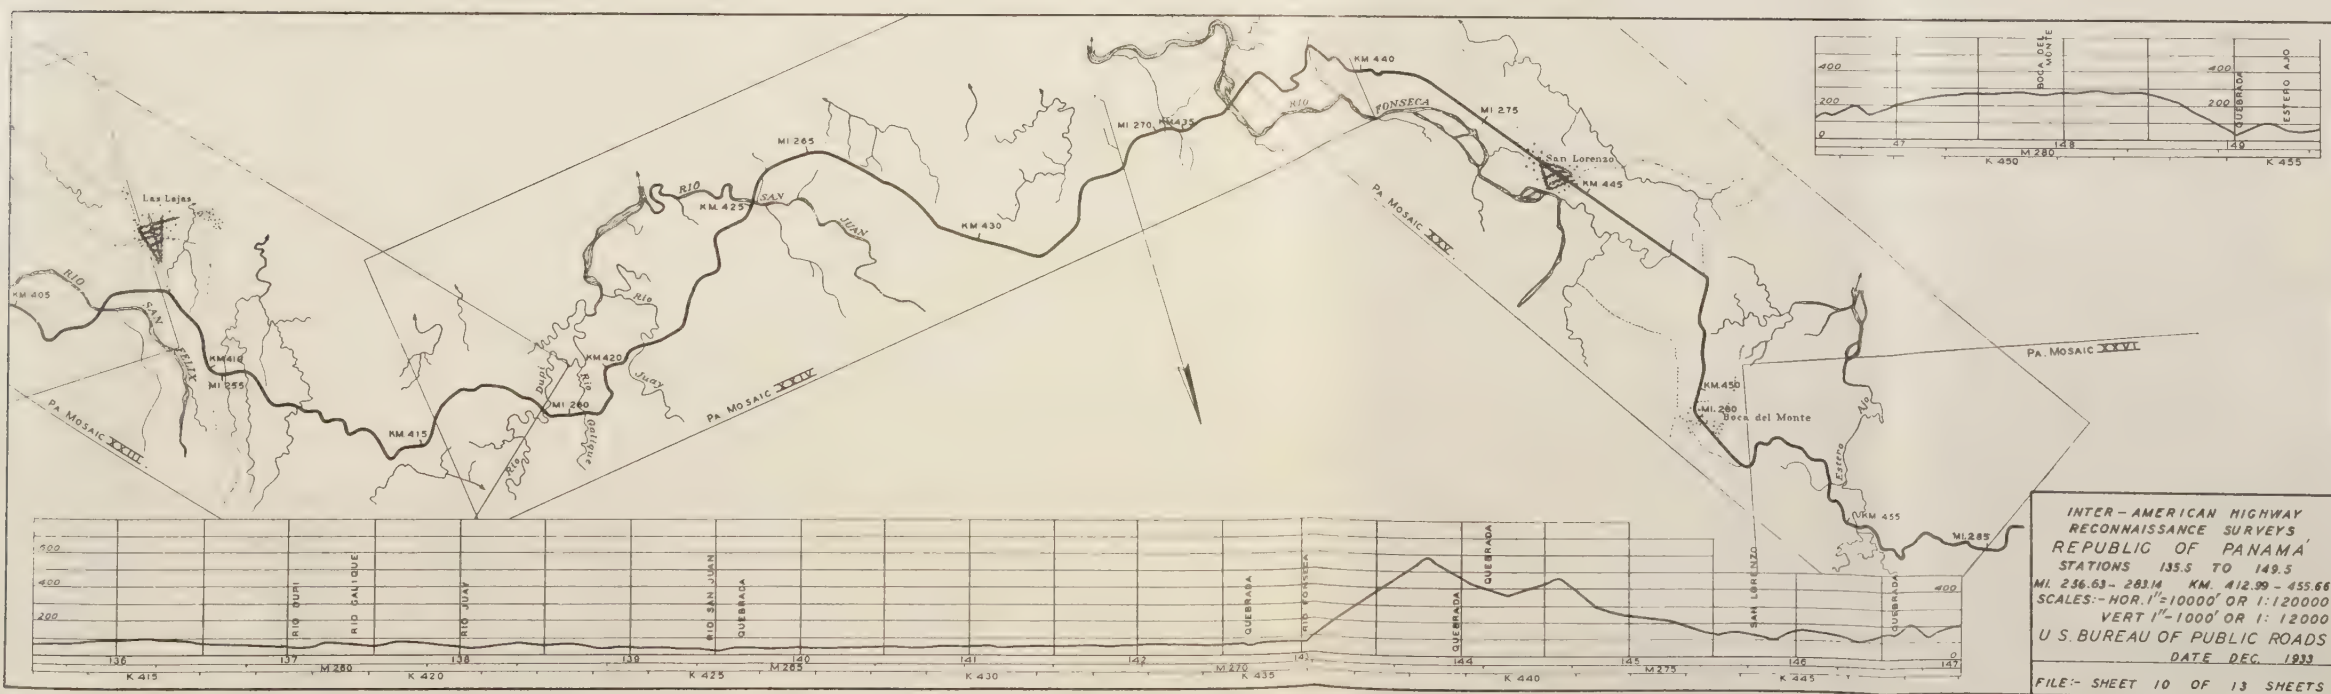 Las Lajas
RIO
SAN
FELIX
KM 405
KM 410
MI. 255
PA. MOSAIC XXIII.
KM. 415
MI. 260
KM 420
Rio
Dupi
Rio
Galique
Rio
Juay
PA. MOSAIC XXIV
RIO
SAN
JUAN
KM. 425
MI. 265
KM 430
MI. 270
KM 435
RIO
FONSECA
KM 440
MI. 275
San Lorenzo
KM 445
PA. MOSAIC XXV.
KM. 450
MI. 280
Boca del Monte
PA. MOSAIC XXVI
Estero
KM 455
MI. 285
400
200
0
BOCA DEL
MONTE
400
200
QUEBRADA
ESTERO AJO
147
148
149
M 280
K 450
K 455
400
200
RIO DUPI
RIO GALIQUE
RIO JUAY
RIO SAN JUAN
QUEBRADA
QUEBRADA
RIO FONSECA
QUEBRADA
QUEBRADA
SAN LORENZO
QUEBRADA
400
0
136
137
138
139
140
141
142
143
144
145
146
147
M 260
M 265
M 270
M 275
K 415
K 420
K 425
K 430
K 435
K 440
K 445
INTER-AMERICAN HIGHWAY
RECONNAISSANCE SURVEYS
REPUBLIC OF PANAMA'
STATIONS 135.5 TO 149.5
MI. 256.63 - 283.14 KM. 412.99 - 455.66
SCALES:- HOR. 1"=10000' OR 1:120000
VERT 1"-1000' OR 1: 12000
U S. BUREAU OF PUBLIC ROADS
DATE DEC. 1933
FILE:- SHEET 10 OF 13 SHEETS